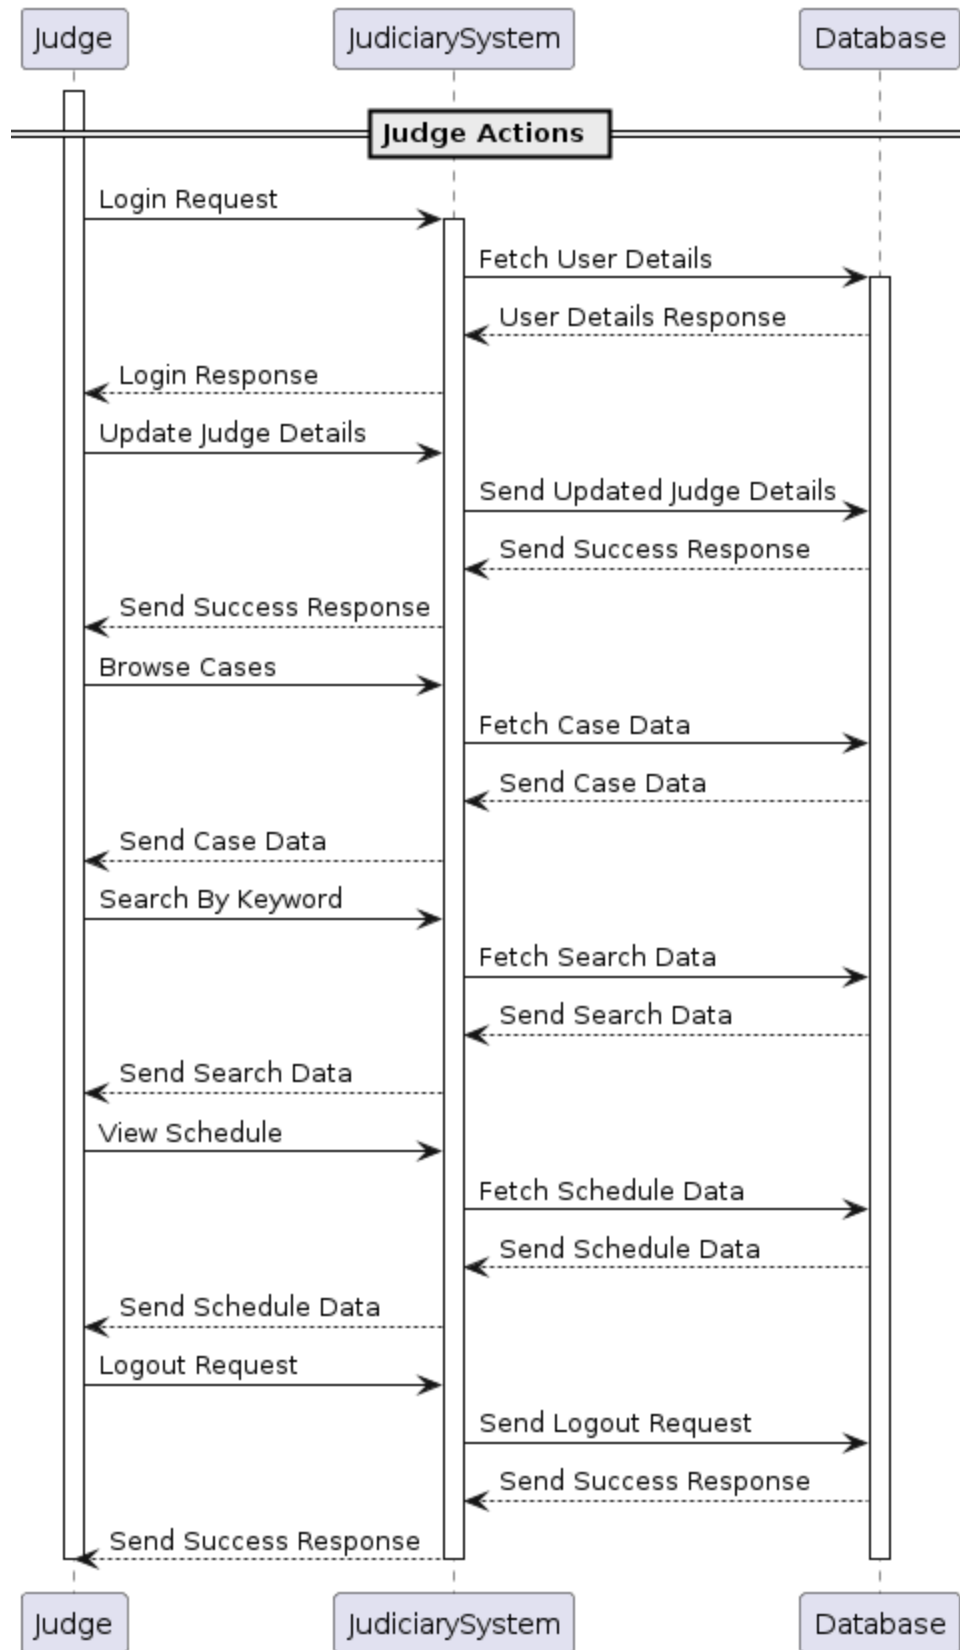 Judge JudiciarySystem Database
Judge Actions
Login Request
Fetch User Details
User Details Response
Login Response
Update Judge Details
Send Updated Judge Details
Send Success Response
Send Success Response
Browse Cases
Fetch Case Data
Send Case Data
Send Case Data
Search By Keyword
Fetch Search Data
Send Search Data
Send Search Data
View Schedule
Fetch Schedule Data
Send Schedule Data
Send Schedule Data
Logout Request
Send Logout Request
Send Success Response
Send Success Response
Judge JudiciarySystem Database